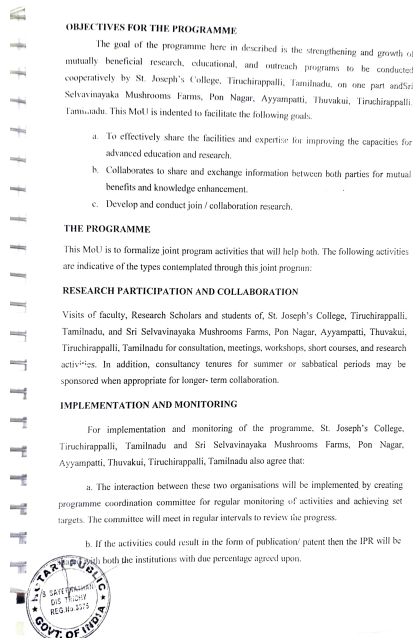 OBJECTIVES FOR THE PROGRAMME
The goal of the programme here in described is the strengthening and growth of
mutually beneficial research, educational, and outreach programs to be conducted
cooperatively by St. Joseph's College, Tiruchirappalli, Tamilnadu, on one part andSri
Selvavinayaka Mushrooms Farms, Pon Nagar, Ayyampatti, Thuvakui, Tiruchirappalli,
Tamilnadu. This MoU is indented to facilitate the following goals.
a. To effectively share the facilities and expertise for improving the capacities for
advanced education and research.
b. Collaborates to share and exchange information between both parties for mutual
benefits and knowledge enhancement.
c. Develop and conduct join / collaboration research.
THE PROGRAMME
This MoU is to formalize joint program activities that will help both. The following activities
are indicative of the types contemplated through this joint program:
RESEARCH PARTICIPATION AND COLLABORATION
Visits of faculty, Research Scholars and students of, St. Joseph's College, Tiruchirappalli,
Tamilnadu, and Sri Selvavinayaka Mushrooms Farms, Pon Nagar, Ayyampatti, Thuvakui,
Tiruchirappalli, Tamilnadu for consultation, meetings, workshops, short courses, and research
activities. In addition, consultancy tenures for summer or sabbatical periods may be
sponsored when appropriate for longer- term collaboration.
IMPLEMENTATION AND MONITORING
For implementation and monitoring of the programme, St. Joseph's College,
Tiruchirappalli, Tamilnadu and Sri Selvavinayaka Mushrooms Farms, Pon Nagar,
Ayyampatti, Thuvakui, Tiruchirappalli, Tamilnadu also agree that:
a. The interaction between these two organisations will be implemented by creating
programme coordination committee for regular monitoring of activities and achieving set
targets. The committee will meet in regular intervals to review the progress.
b. If the activities could result in the form of publication/ patent then the IPR will be
with both the institutions with due percentage agreed upon.
NOTARY PUBLIC
DIS TRICHY
GOVT. OF INDIA